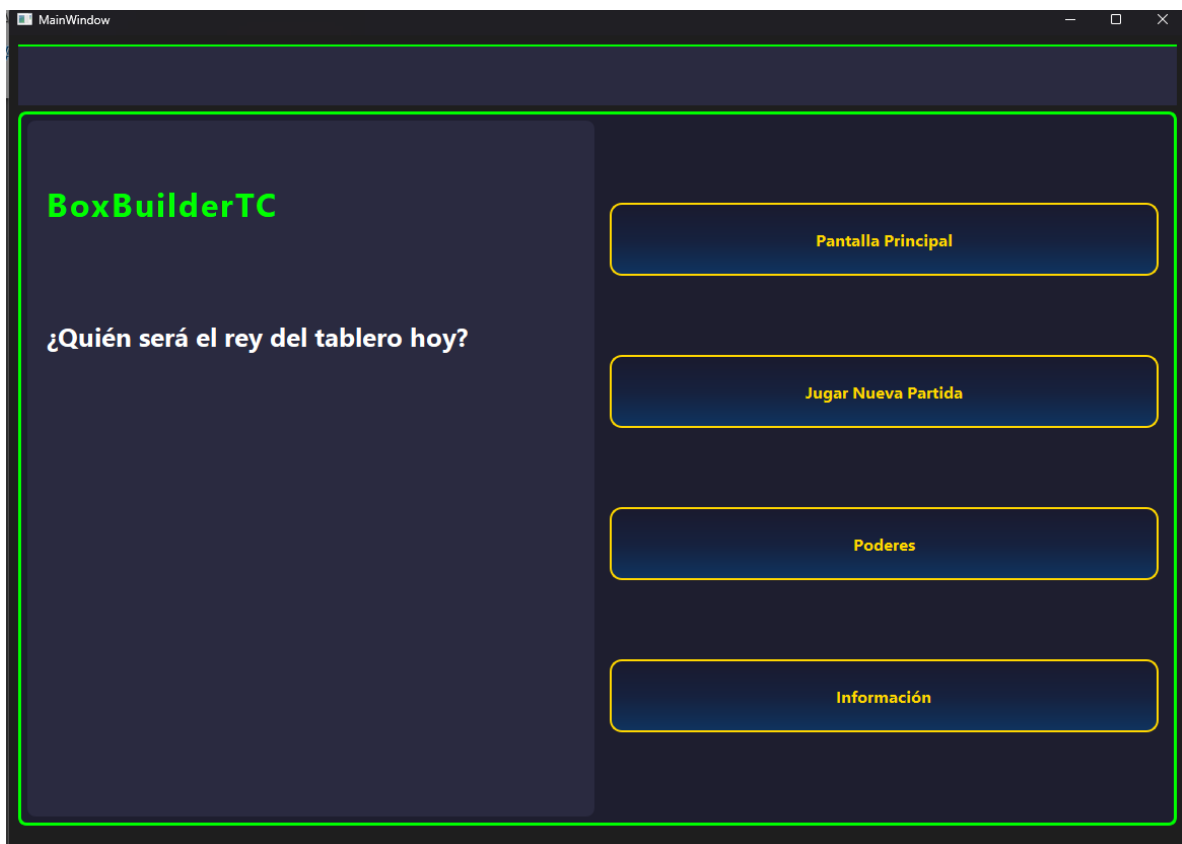 MainWindow
BoxBuilderTC
¿Quién será el rey del tablero hoy?
Pantalla Principal
Jugar Nueva Partida
Poderes
Información